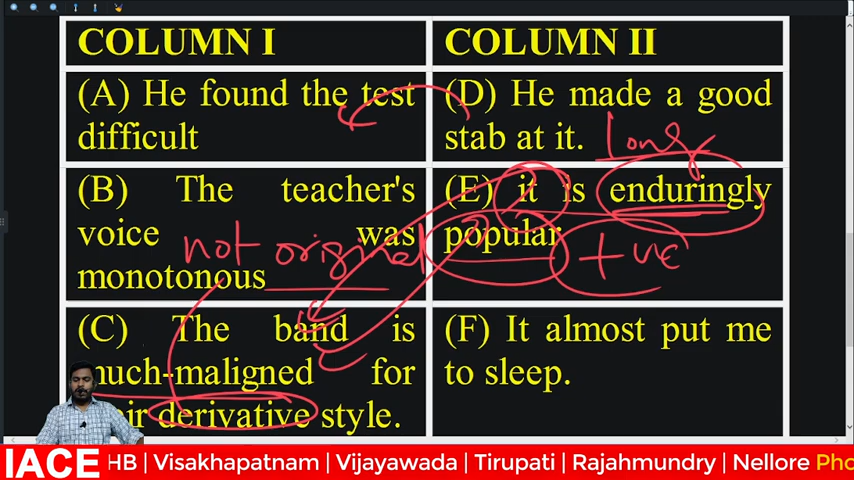 COLUMN I
COLUMN II
(A) He found the test
difficult
(D) He made a good
stab at it.
long
(B) The teacher's
voice was
monotonous
not original
(E) it is enduringly
popular
+ve
(C) The band is
much-maligned for
their derivative style.
(F) It almost put me
to sleep.
IACE HB | Visakhapatnam | Vijayawada | Tirupati | Rajahmundry | Nellore Pho